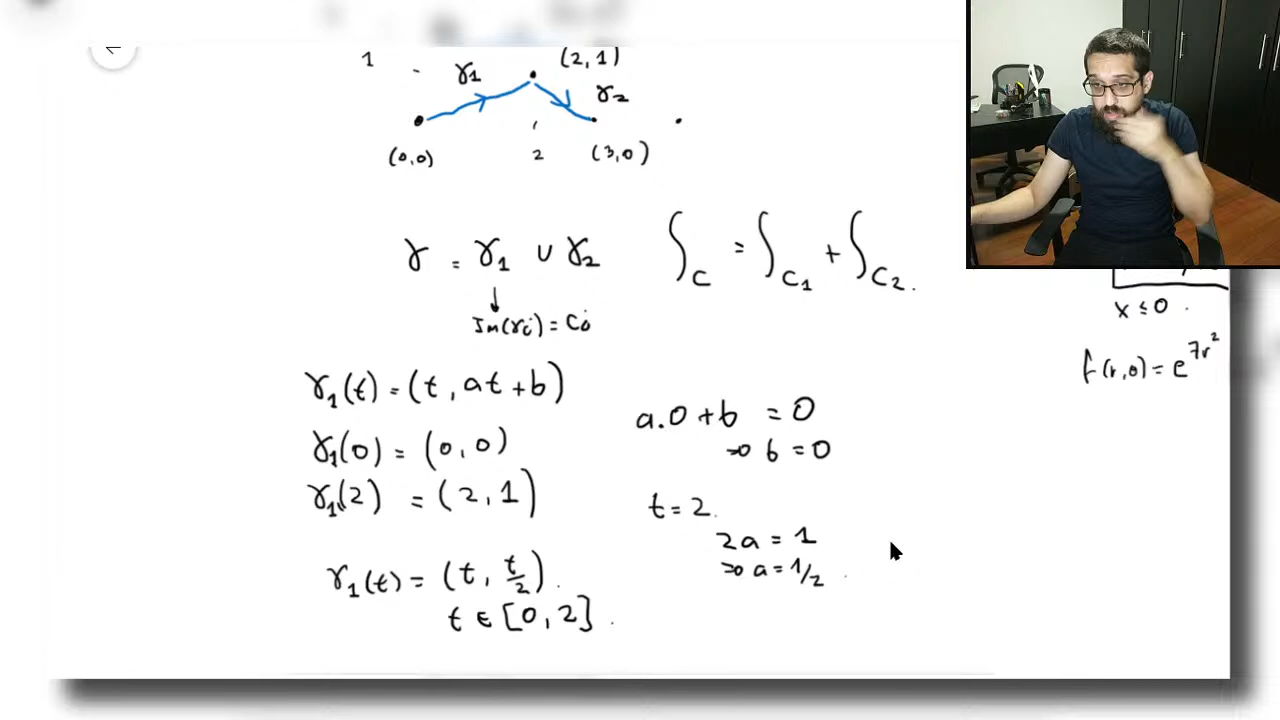 1
γ1
(2,1)
γ2
(0,0)
2
(3,0)
γ = γ1 ∪ γ2
∫C = ∫C1 + ∫C2.
↓
Im(γi) = Ci
x ≤ 0.
f(r,θ) = e^7r^2
γ1(t) = (t, at + b)
a.0 + b = 0
γ1(0) = (0,0)
⇒ b = 0
γ1(2) = (2,1)
t = 2.
2a = 1
γ1(t) = (t, t/2).
⇒ a = 1/2.
t ∈ [0,2].